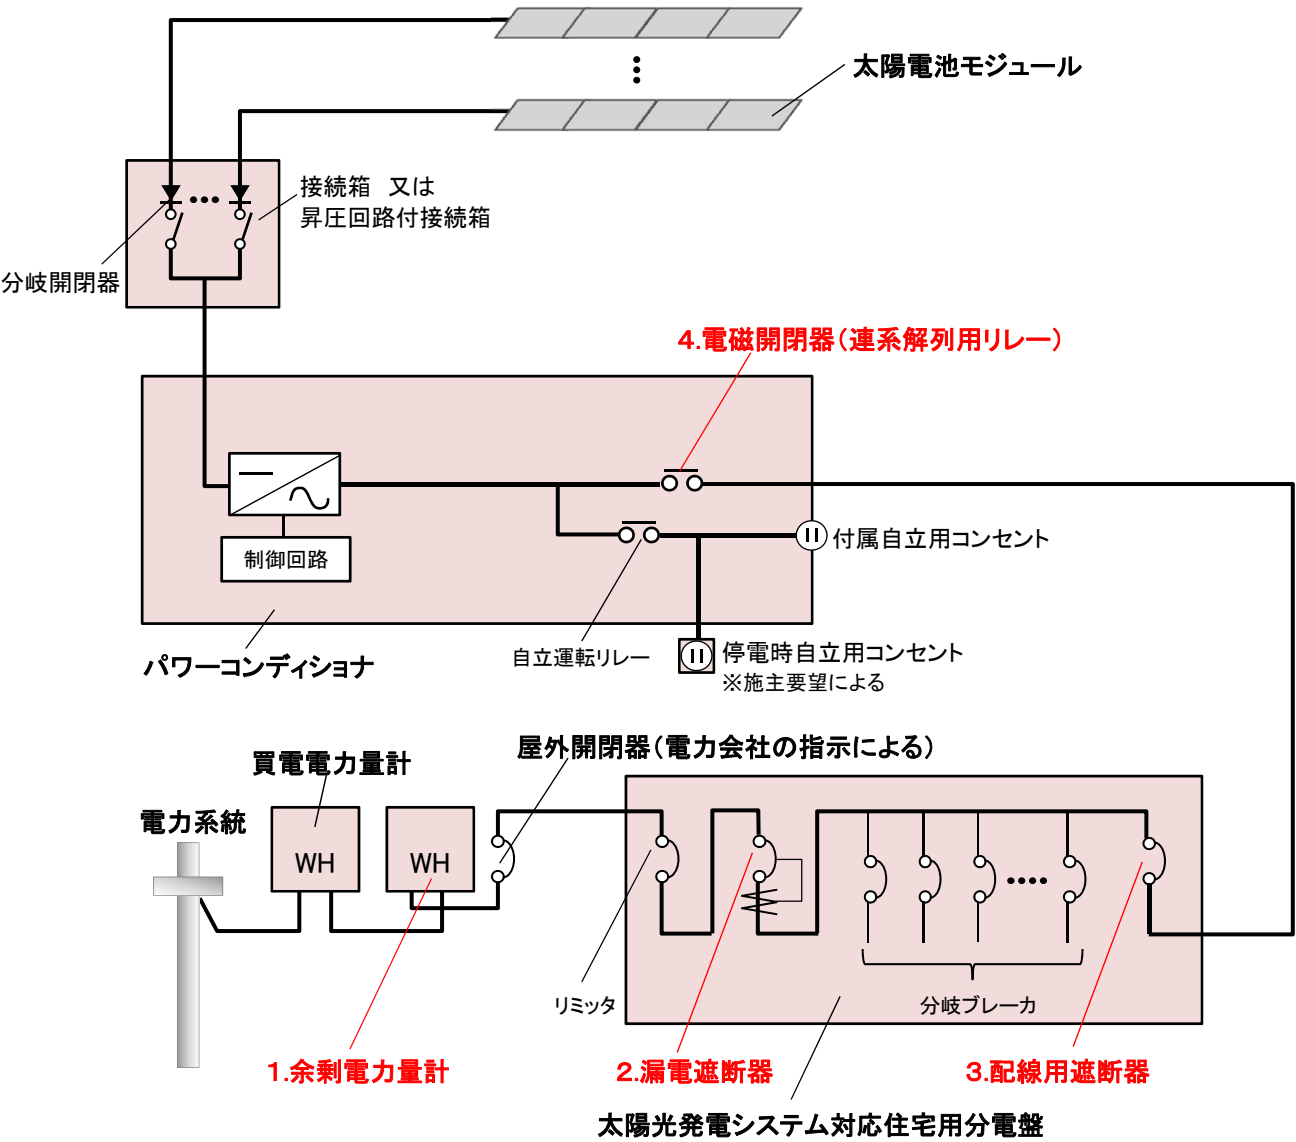 太陽電池モジュール
接続箱　又は
昇圧回路付接続箱
分岐開閉器
4.電磁開閉器（連系解列用リレー）
制御回路
付属自立用コンセント
パワーコンディショナ
自立運転リレー
停電時自立用コンセント
※施主要望による
屋外開閉器（電力会社の指示による）
買電電力量計
電力系統
WH
WH
リミッタ
分岐ブレーカ
1.余剰電力量計
2.漏電遮断器
3.配線用遮断器
太陽光発電システム対応住宅用分電盤